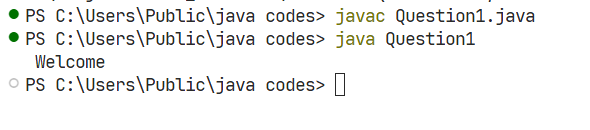 PS C:\Users\Public\java codes> javac Question1.java
PS C:\Users\Public\java codes> java Question1
 Welcome
PS C:\Users\Public\java codes>